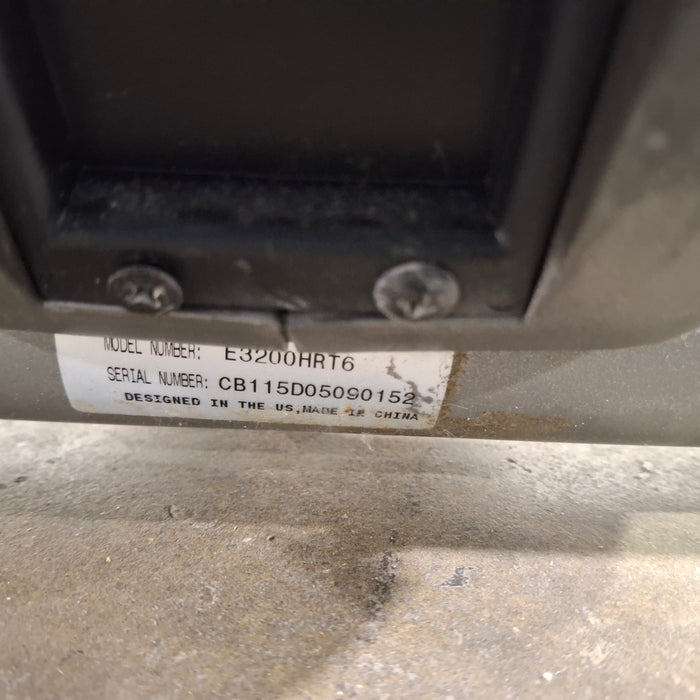 MODEL NUMBER: E3200HRT6
SERIAL NUMBER: CB115D05090152
DESIGNED IN THE US,MADE IN CHINA